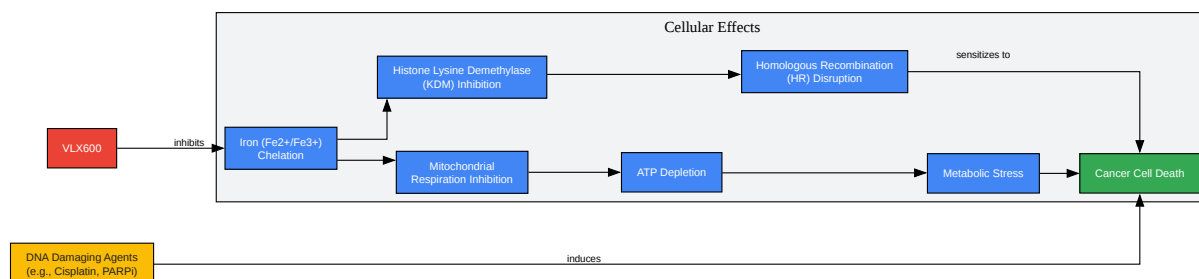 Cellular Effects
Histone Lysine Demethylase
(KDM) Inhibition
Homologous Recombination
(HR) Disruption
sensitizes to
VLX600
inhibits
Iron (Fe2+/Fe3+)
Chelation
Mitochondrial
Respiration Inhibition
ATP Depletion
Metabolic Stress
Cancer Cell Death
DNA Damaging Agents
(e.g., Cisplatin, PARPi)
induces